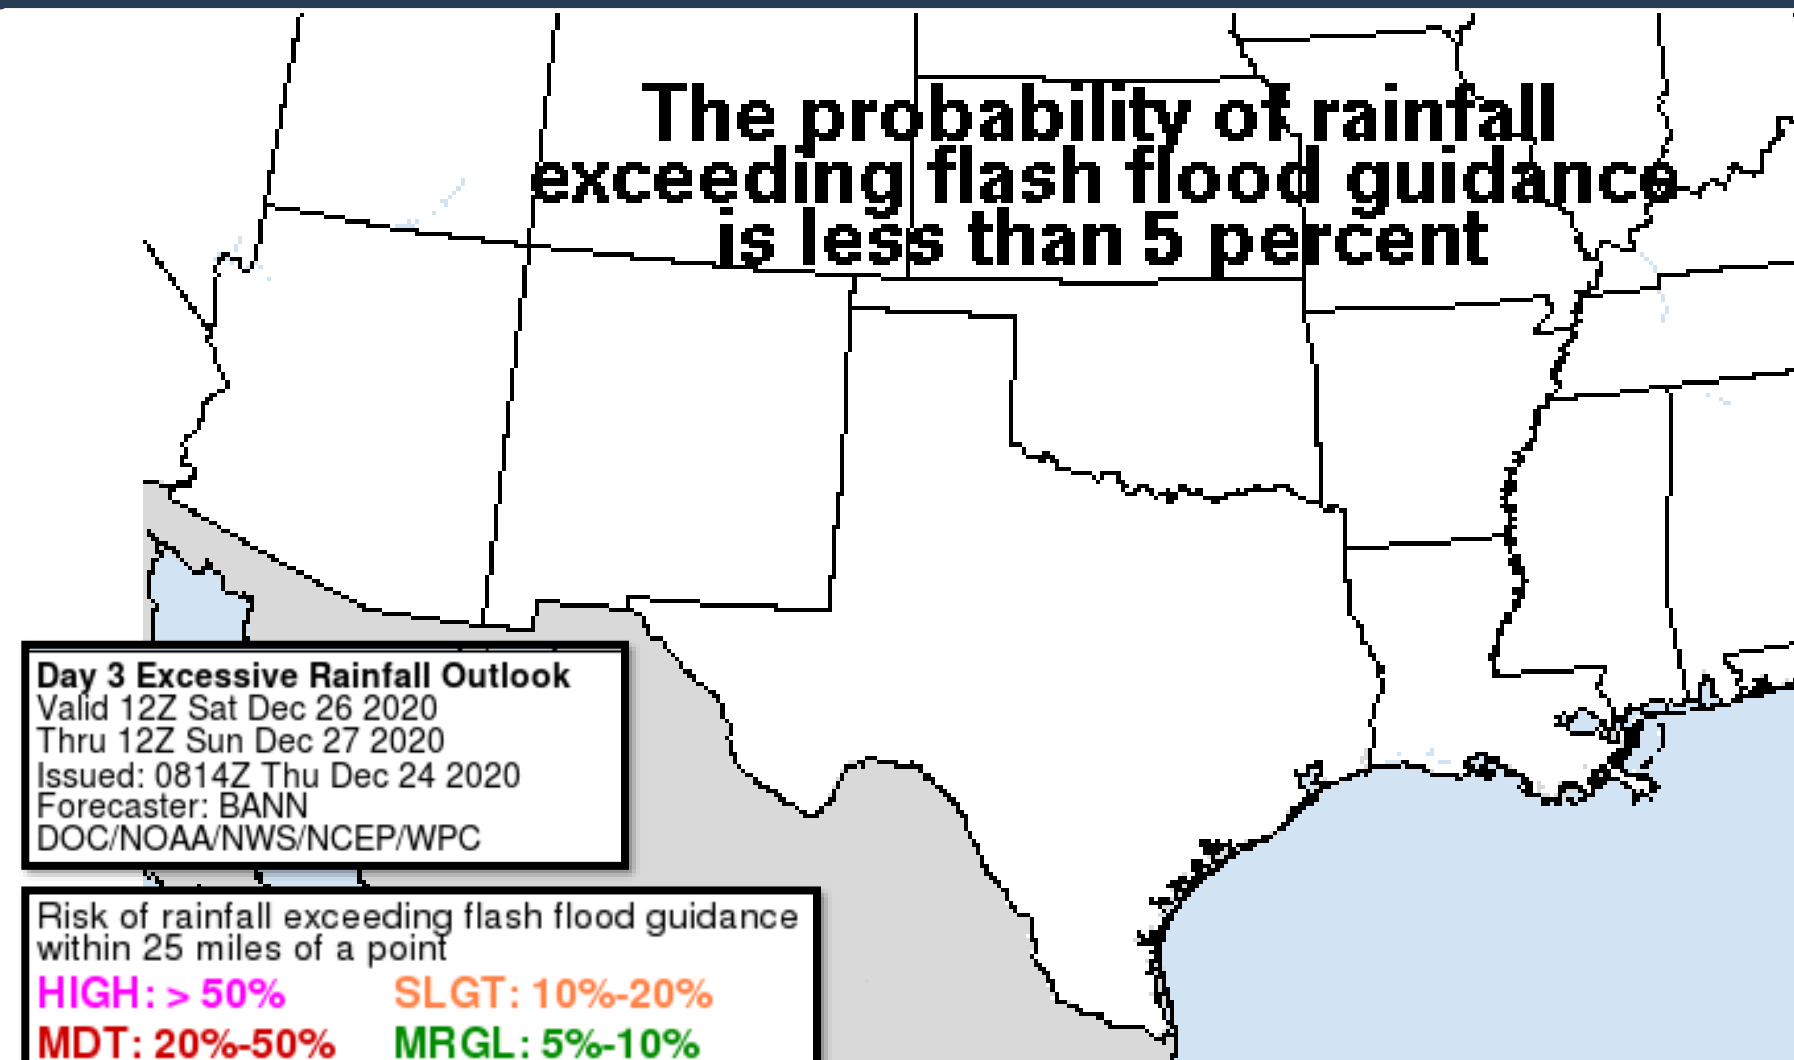 The probability of rainfall
exceeding flash flood guidance
is less than 5 percent
Day 3 Excessive Rainfall Outlook
Valid 12Z Sat Dec 26 2020
Thru 12Z Sun Dec 27 2020
Issued: 0814Z Thu Dec 24 2020
Forecaster: BANN
DOC/NOAA/NWS/NCEP/WPC
Risk of rainfall exceeding flash flood guidance
within 25 miles of a point
HIGH: > 50% SLGT: 10%-20%
MDT: 20%-50% MRGL: 5%-10%